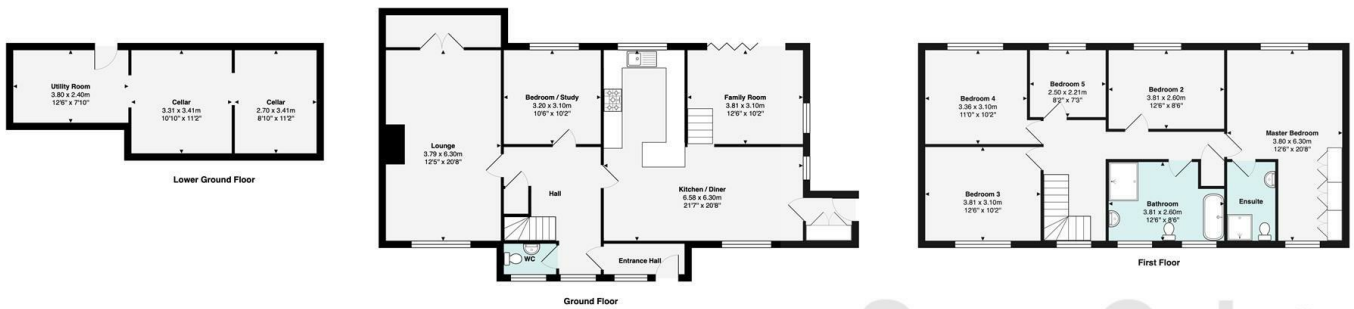 Utility Room
3.80 x 2.40m
12'6" x 7'10"
Cellar
3.31 x 3.41m
10'10" x 11'2"
Cellar
2.70 x 3.41m
8'10" x 11'2"
Lower Ground Floor
Lounge
3.79 x 6.30m
12'5" x 20'8"
Bedroom / Study
3.20 x 3.10m
10'6" x 10'2"
Family Room
3.81 x 3.10m
12'6" x 10'2"
Hall
Kitchen / Diner
6.58 x 6.30m
21'7" x 20'8"
WC
Entrance Hall
Ground Floor
Bedroom 4
3.36 x 3.10m
11'0" x 10'2"
Bedroom 5
2.50 x 2.21m
8'2" x 7'3"
Bedroom 2
3.81 x 2.60m
12'6" x 8'6"
Master Bedroom
3.80 x 6.30m
12'6" x 20'8"
Bedroom 3
3.81 x 3.10m
12'6" x 10'2"
Bathroom
3.81 x 2.60m
12'6" x 8'6"
Ensuite
First Floor